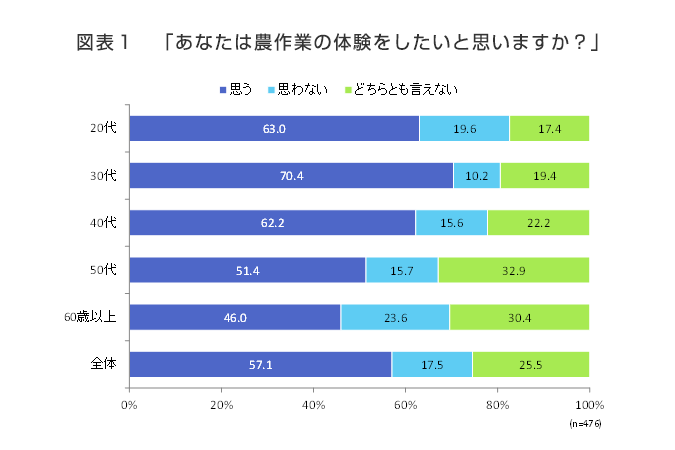 図表１　「あなたは農作業の体験をしたいと思いますか？」
思う 思わない どちらとも言えない
20代 63.0 19.6 17.4
30代 70.4 10.2 19.4
40代 62.2 15.6 22.2
50代 51.4 15.7 32.9
60歳以上 46.0 23.6 30.4
全体 57.1 17.5 25.5
0% 20% 40% 60% 80% 100%
(n=476)